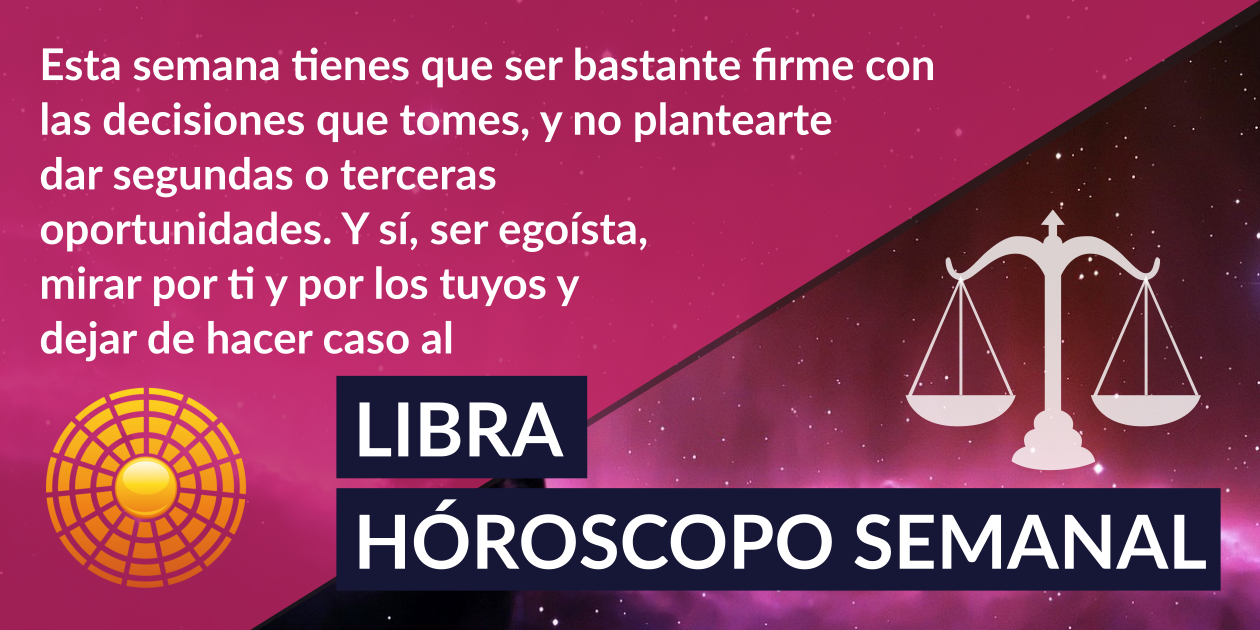 Esta semana tienes que ser bastante firme con
las decisiones que tomes, y no plantearte
dar segundas o terceras
oportunidades. Y sí, ser egoísta,
mirar por ti y por los tuyos y
dejar de hacer caso al
LIBRA
HÓROSCOPO SEMANAL